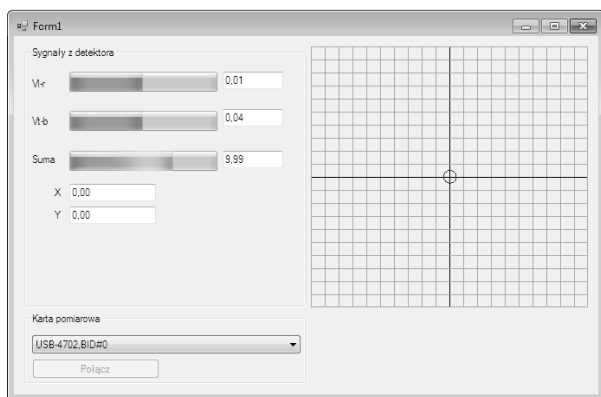 Form1
Sygnały z detektora
Vl-r 0,01
Vt-b 0,04
Suma 9,99
X 0,00
Y 0,00
Karta pomiarowa
USB-4702,BID#0
Połącz